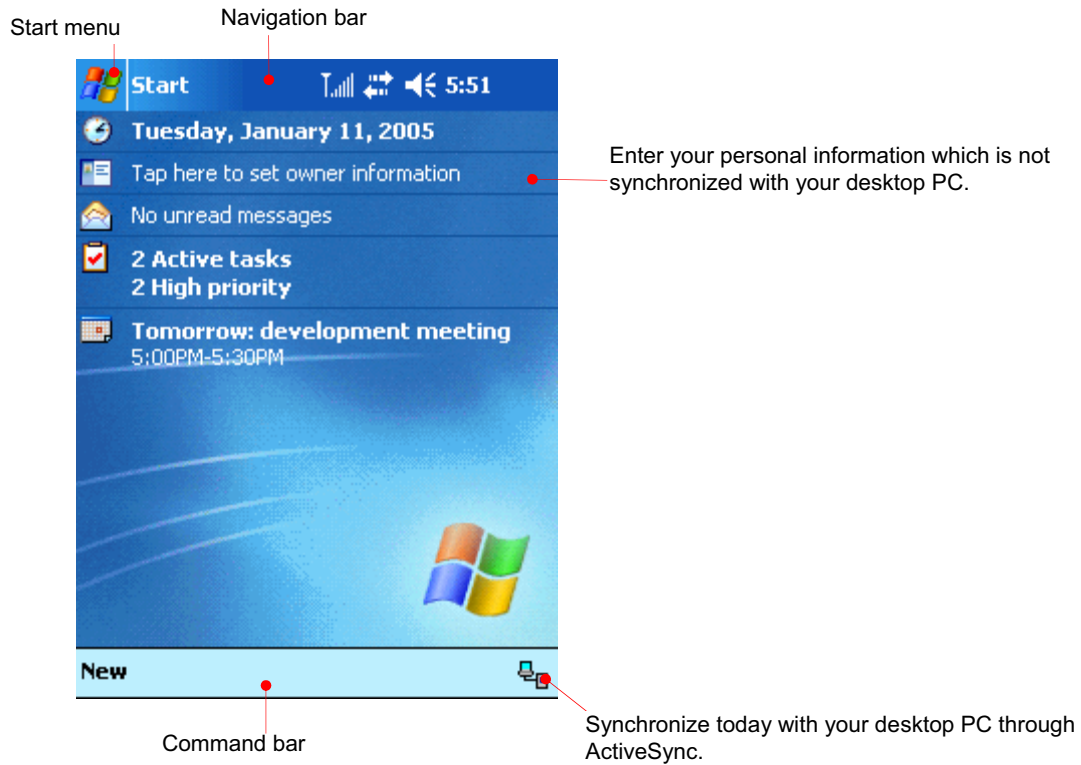 Navigation bar
Start menu
Start 5:51
Tuesday, January 11, 2005
Tap here to set owner information
Enter your personal information which is not
synchronized with your desktop PC.
No unread messages
2 Active tasks
2 High priority
Tomorrow: development meeting
5:00PM-5:30PM
New
Command bar
Synchronize today with your desktop PC through
ActiveSync.